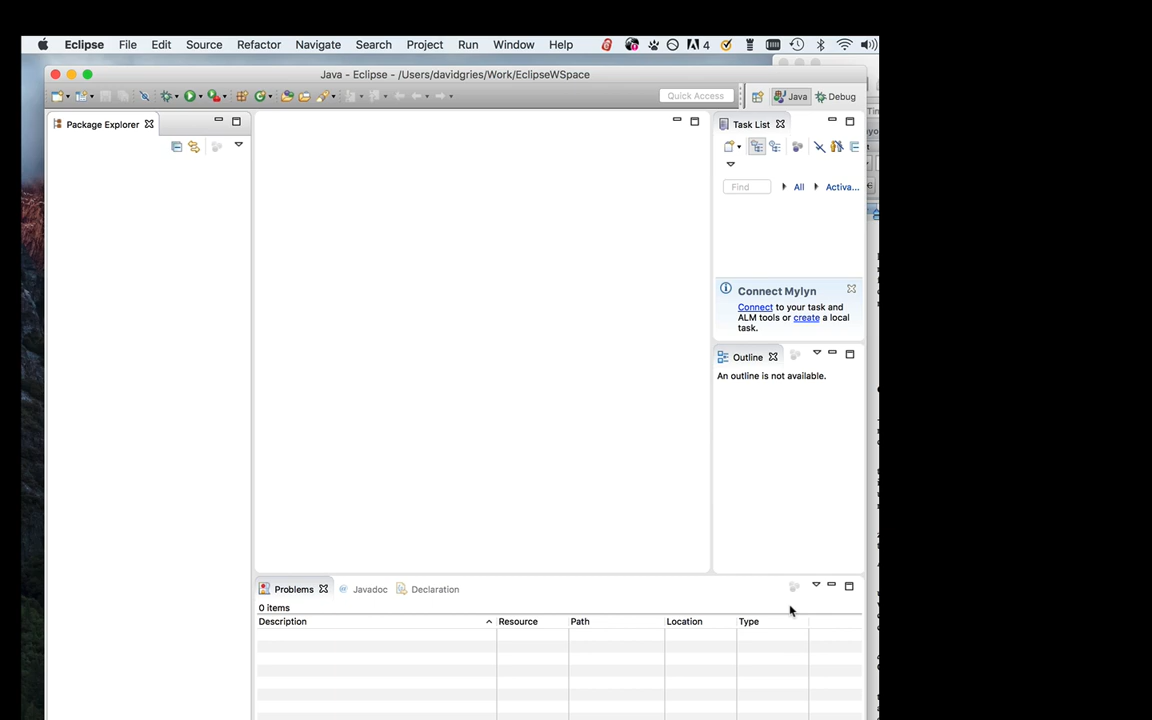 Eclipse File Edit Source Refactor Navigate Search Project Run Window Help 4
Java - Eclipse - /Users/davidgries/Work/EclipseWSpace
Quick Access Java Debug
Package Explorer
Task List
Find All Activa...
Connect Mylyn
Connect to your task and
ALM tools or create a local
task.
Outline
An outline is not available.
Problems Javadoc Declaration
0 items
Description Resource Path Location Type